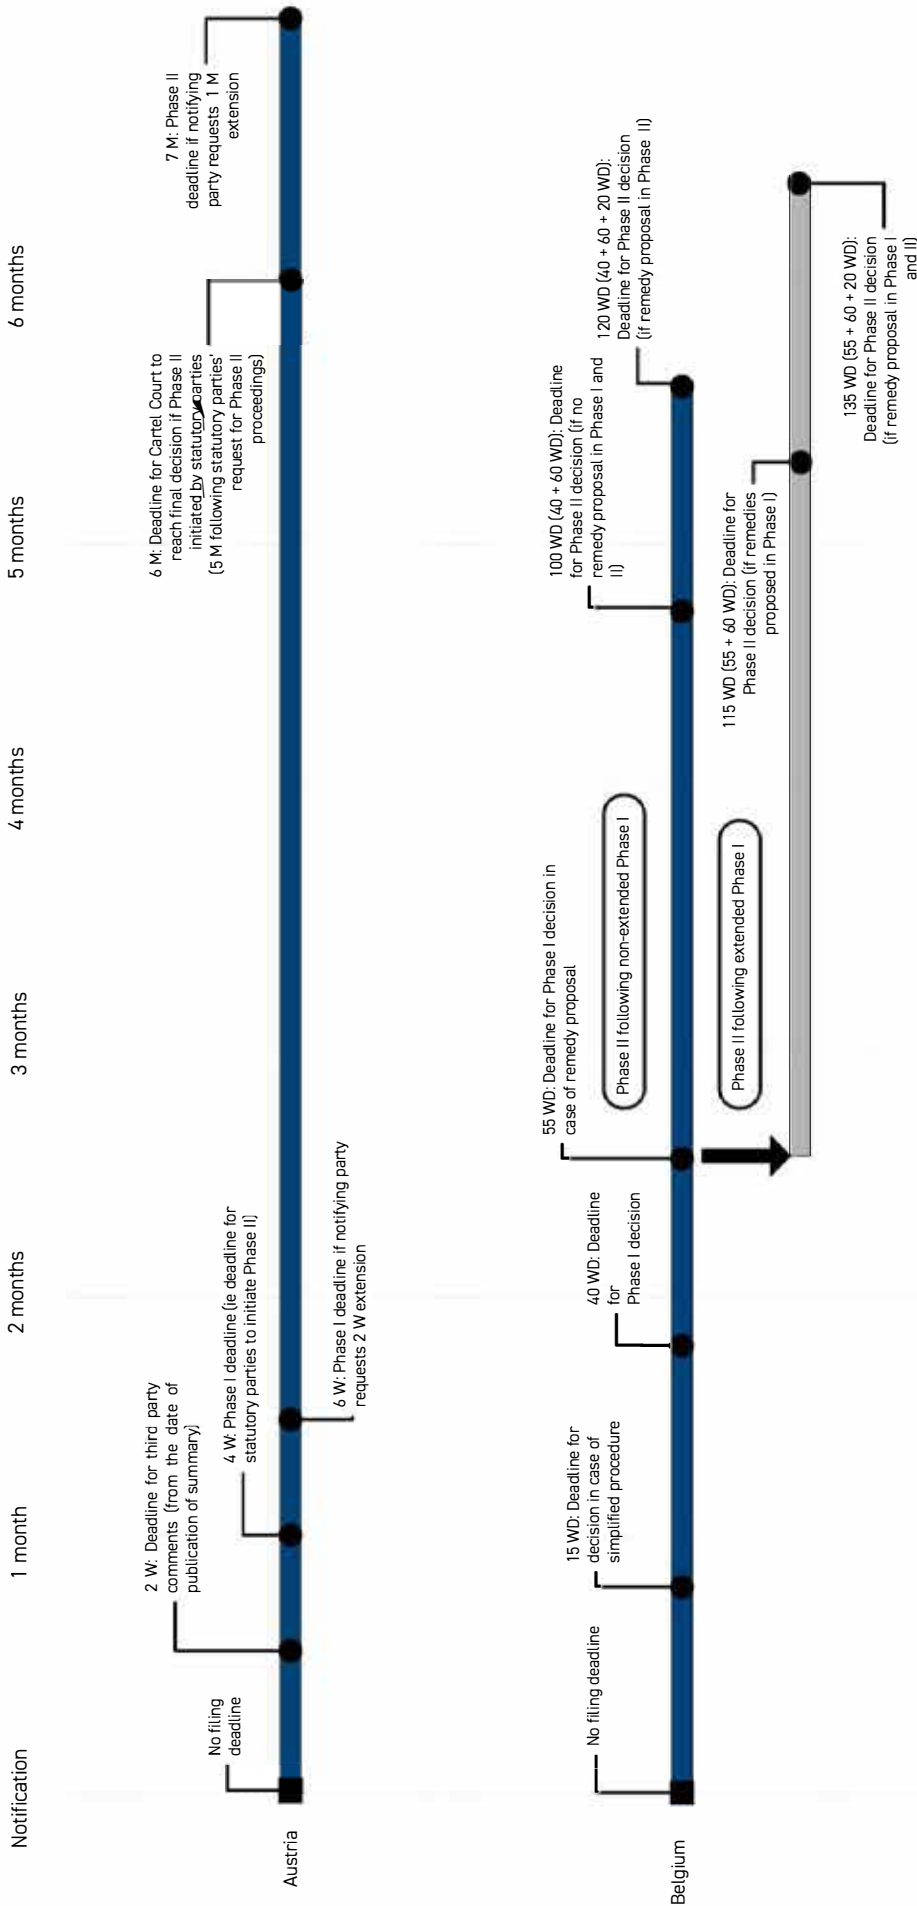 Notification
1 month
2 months
3 months
4 months
5 months
6 months
Austria
No filing
deadline
2 W: Deadline for third party
comments (from the date of
publication of summary)
4 W: Phase I deadline (ie deadline for
statutory parties to initiate Phase II)
6 W: Phase I deadline if notifying party
requests 2 W extension
6 M: Deadline for Cartel Court to
reach final decision if Phase II
initiated by statutory parties
(5 M following statutory parties'
request for Phase II
proceedings)
7 M: Phase II
deadline if notifying
party requests 1 M
extension
Belgium
No filing deadline
15 WD: Deadline for
decision in case of
simplified procedure
40 WD: Deadline
for
Phase I decision
55 WD: Deadline for Phase I decision in
case of remedy proposal
Phase II following non-extended Phase I
Phase II following extended Phase I
100 WD (40 + 60 WD): Deadline
for Phase II decision (if no
remedy proposal in Phase I and
II)
120 WD (40 + 60 + 20 WD):
Deadline for Phase II decision
(if remedy proposal in Phase II)
115 WD (55 + 60 WD): Deadline for
Phase II decision (if remedies
proposed in Phase I)
135 WD (55 + 60 + 20 WD):
Deadline for Phase II decision
(if remedy proposal in Phase I
and II)